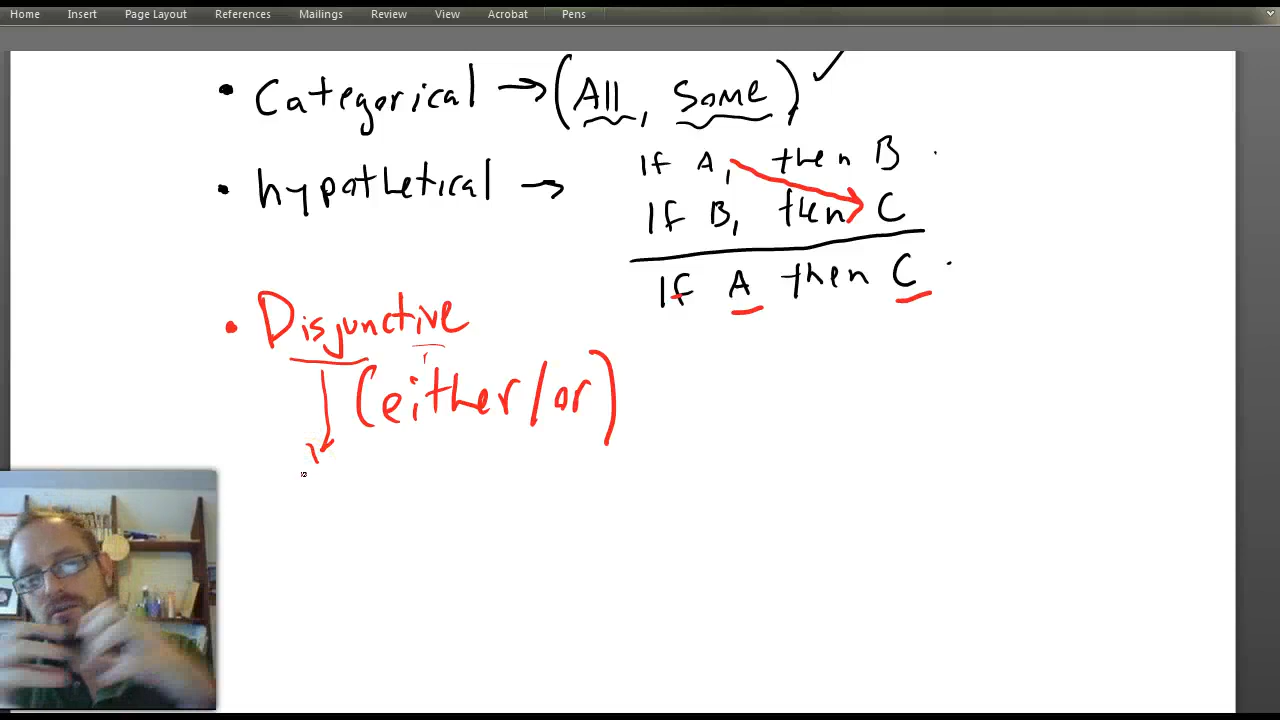 Home Insert Page Layout References Mailings Review View Acrobat Pens
• Categorical → (All, Some) ✓
If A, then B.
• hypothetical →
If B, then C
If A then C.
• Disjunctive
(either/or)